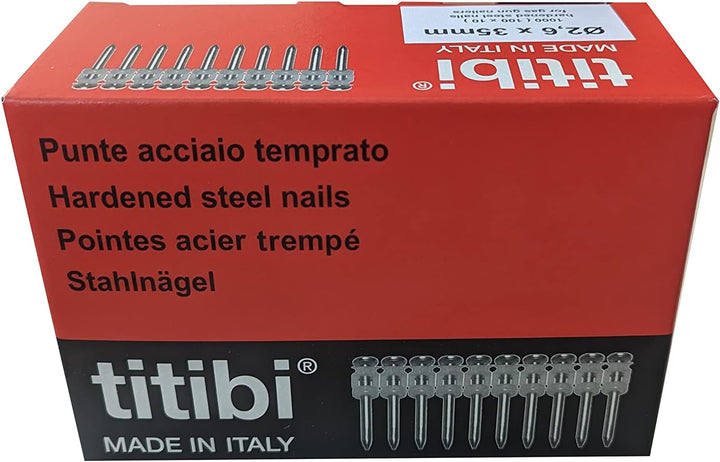 Ø2,6 x 35mm
1000 ( 100 x 10 )
hardened steel nails
for gas gun nailers
titibi®
MADE IN ITALY
Punte acciaio temprato
Hardened steel nails
Pointes acier trempé
Stahlnägel
titibi®
MADE IN ITALY